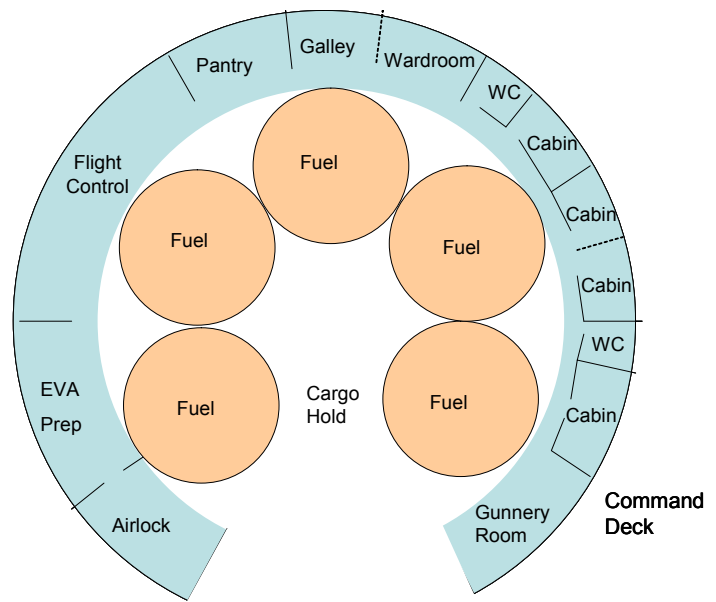 Galley
Wardroom
Pantry
WC
Cabin
Flight
Control
Fuel
Cabin
Fuel
Fuel
Cabin
WC
EVA
Prep
Cargo
Hold
Fuel
Fuel
Cabin
Airlock
Gunnery
Room
Command
Deck